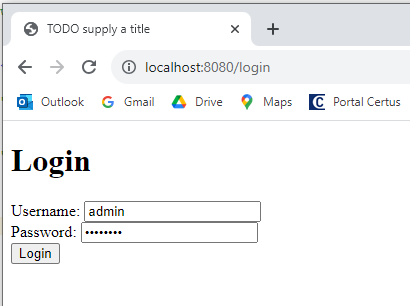 TODO supply a title
localhost:8080/login
Outlook Gmail Drive Maps Portal Certus
Login
Username: admin
Password: ••••••••
Login